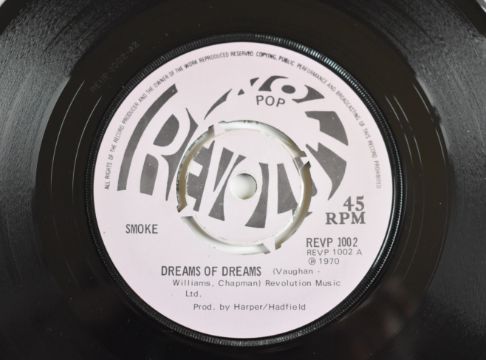 ALL RIGHTS OF THE RECORD PRODUCER AND THE OWNER OF THE WORK REPRODUCED RESERVED. COPYING, PUBLIC PERFORMANCE AND BROADCASTING OF THIS RECORD PROHIBITED
REVOLUTION
POP
45
RPM
SMOKE
REVP 1002
REVP 1002 A
℗ 1970
DREAMS OF DREAMS (Vaughan -
Williams, Chapman) Revolution Music
Ltd.
Prod. by Harper/Hadfield